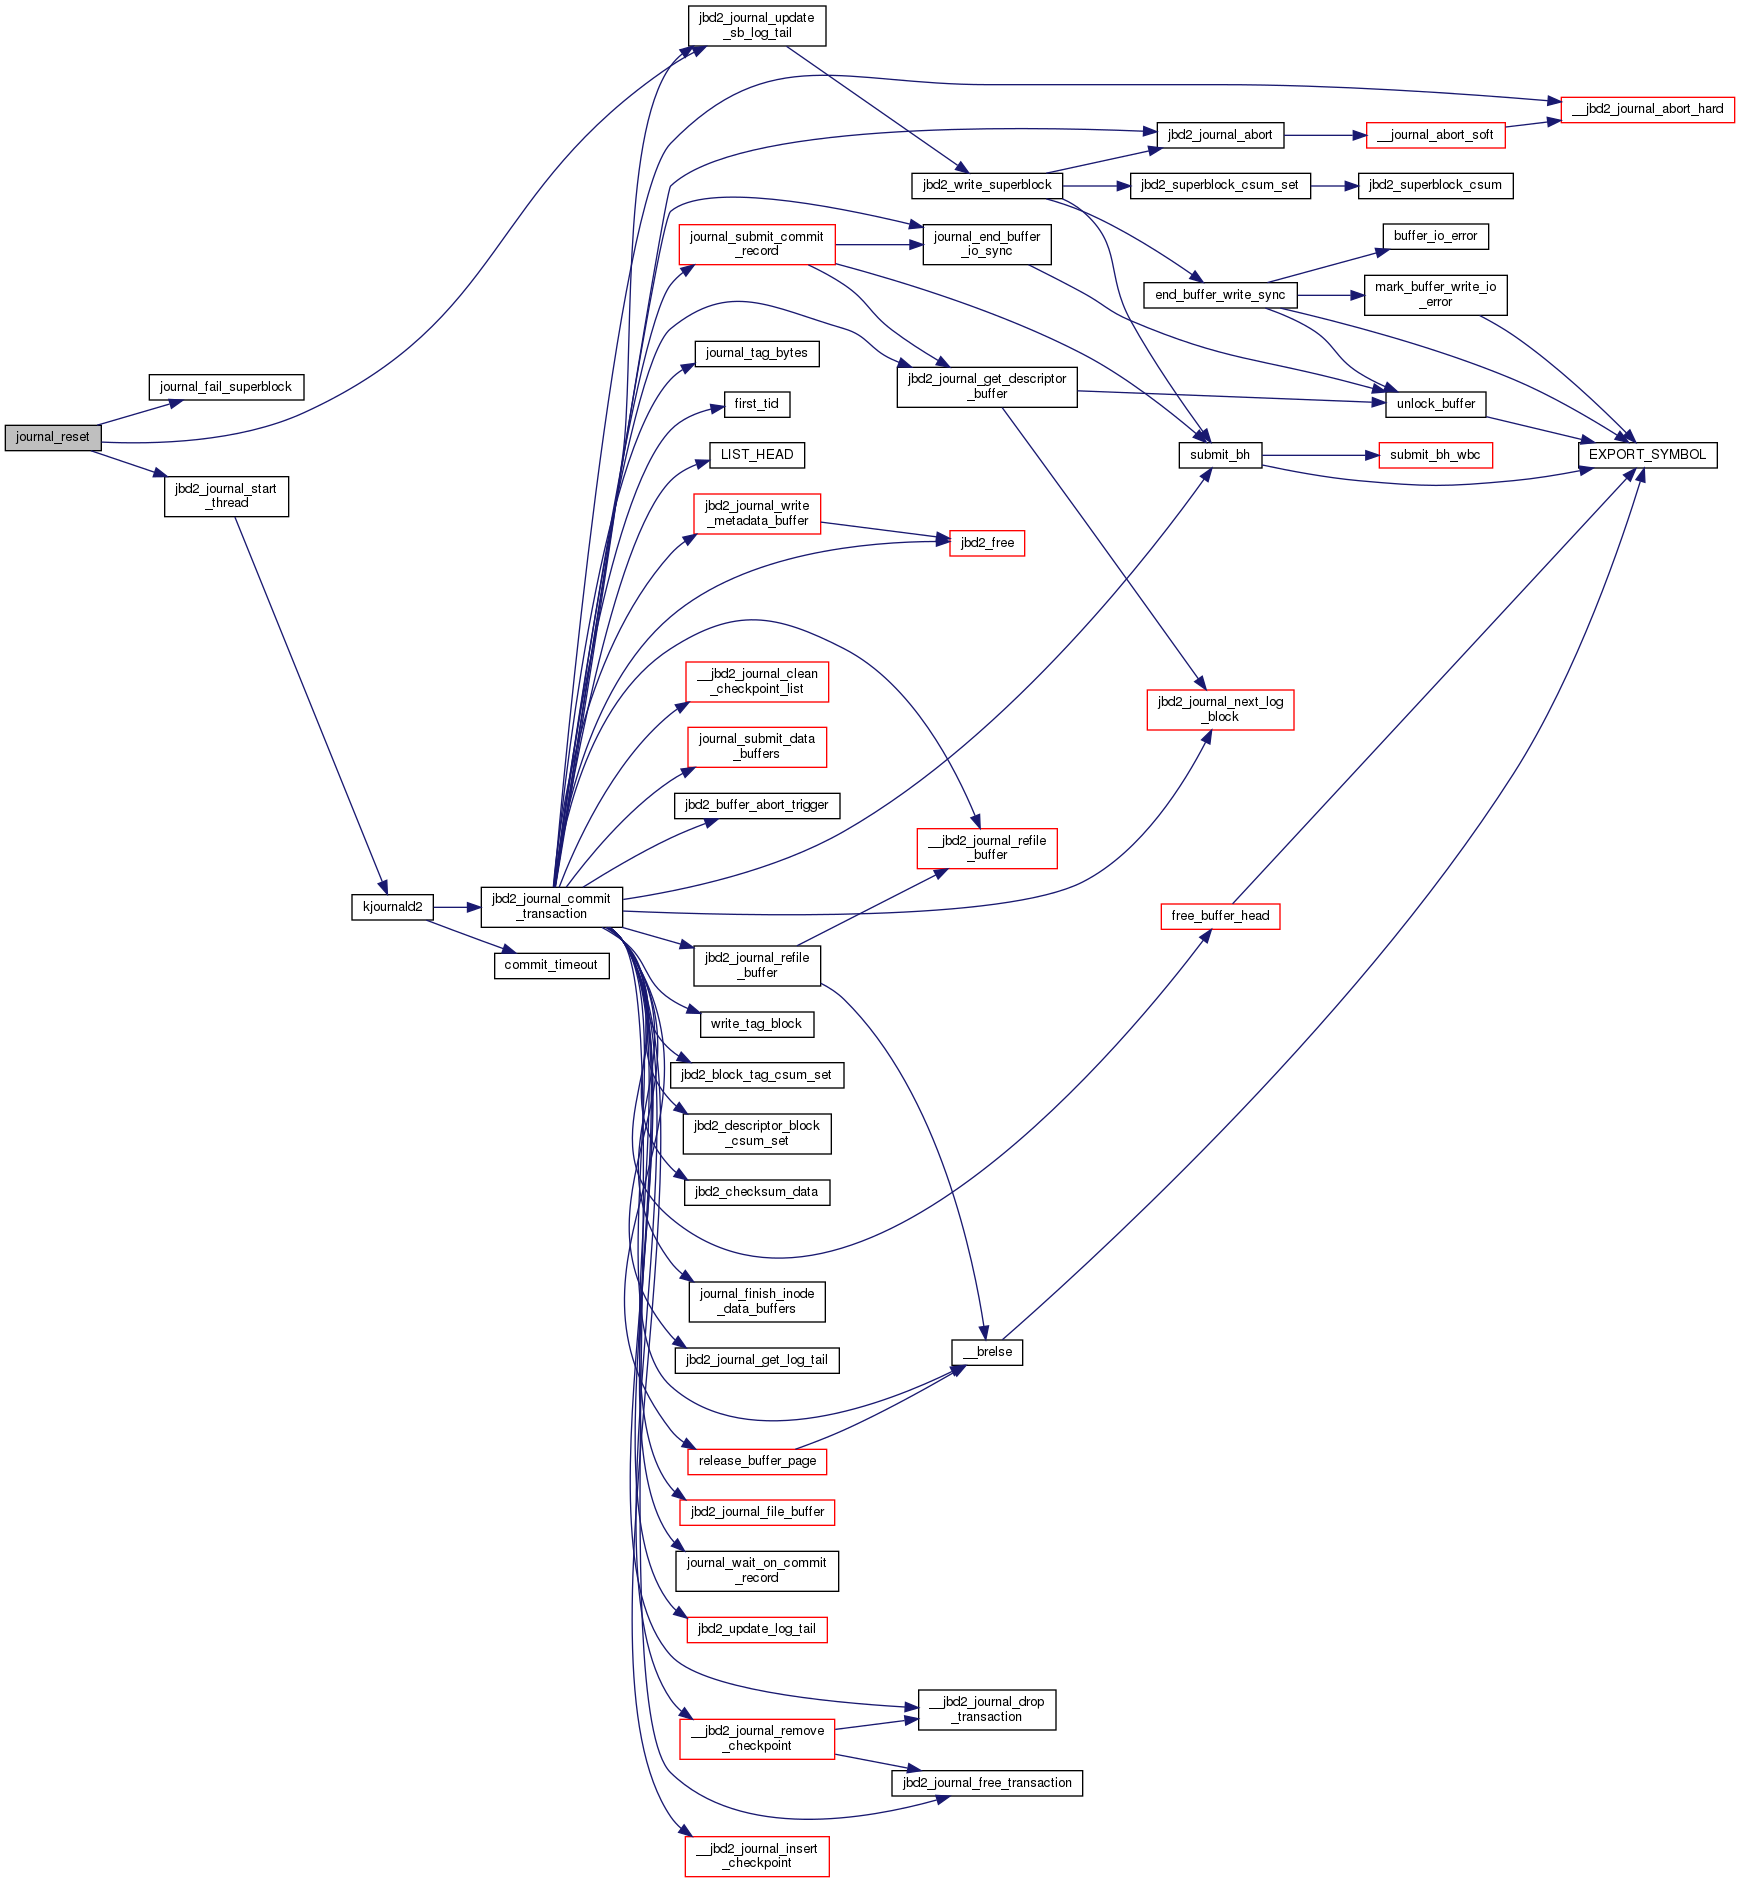 jbd2_journal_update
_sb_log_tail
__jbd2_journal_abort_hard
jbd2_journal_abort
__journal_abort_soft
jbd2_write_superblock
jbd2_superblock_csum_set
jbd2_superblock_csum
journal_submit_commit
_record
journal_end_buffer
_io_sync
buffer_io_error
end_buffer_write_sync
mark_buffer_write_io
_error
journal_tag_bytes
journal_fail_superblock
jbd2_journal_get_descriptor
_buffer
first_tid
unlock_buffer
journal_reset
LIST_HEAD
submit_bh
submit_bh_wbc
EXPORT_SYMBOL
jbd2_journal_start
_thread
jbd2_journal_write
_metadata_buffer
jbd2_free
__jbd2_journal_clean
_checkpoint_list
jbd2_journal_next_log
_block
journal_submit_data
_buffers
jbd2_buffer_abort_trigger
__jbd2_journal_refile
_buffer
kjournald2
jbd2_journal_commit
_transaction
free_buffer_head
commit_timeout
jbd2_journal_refile
_buffer
write_tag_block
jbd2_block_tag_csum_set
jbd2_descriptor_block
_csum_set
jbd2_checksum_data
journal_finish_inode
_data_buffers
jbd2_journal_get_log_tail
__brelse
release_buffer_page
jbd2_journal_file_buffer
journal_wait_on_commit
_record
jbd2_update_log_tail
__jbd2_journal_drop
_transaction
__jbd2_journal_remove
_checkpoint
jbd2_journal_free_transaction
__jbd2_journal_insert
_checkpoint